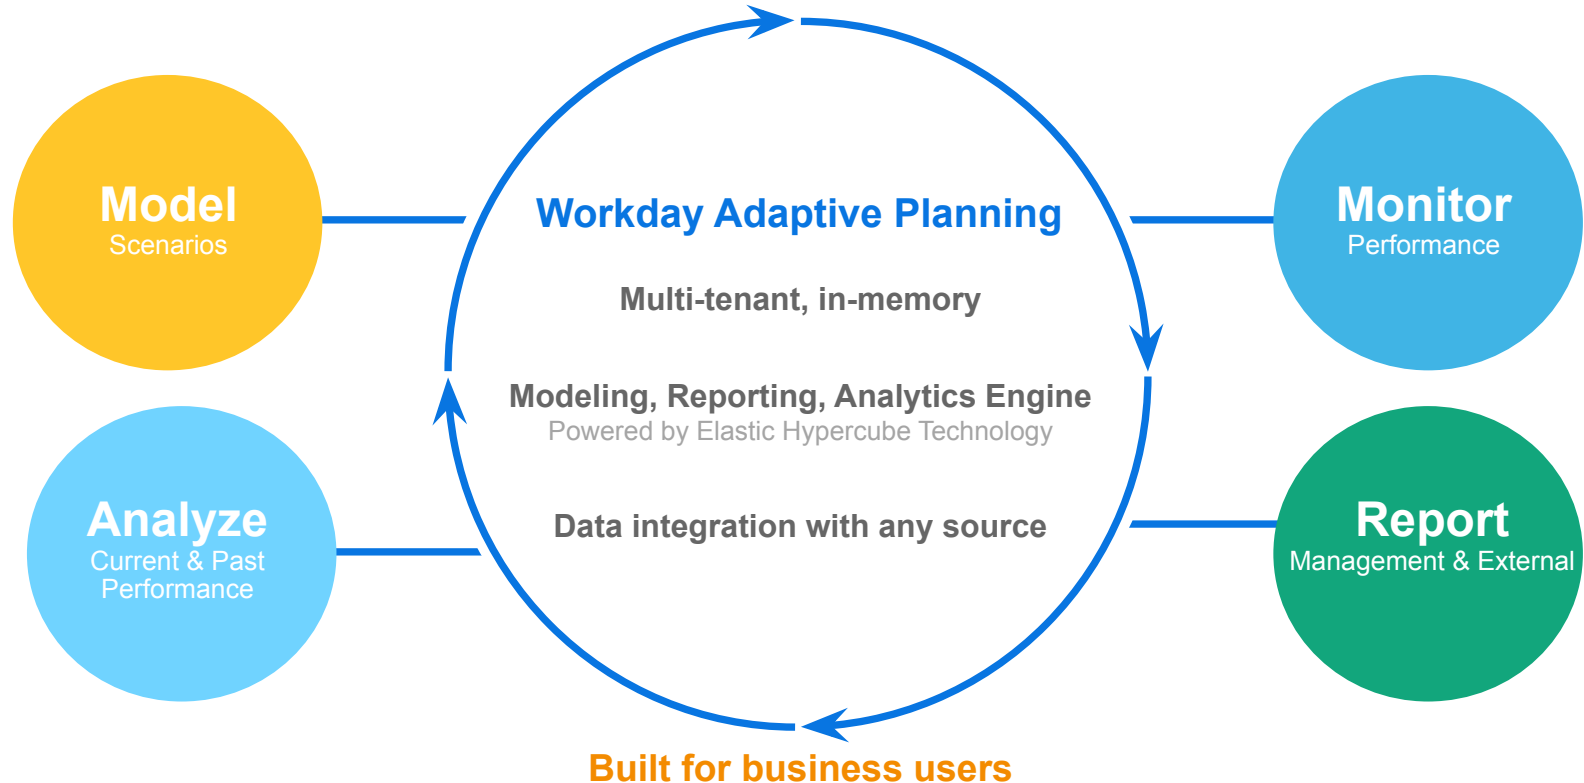 Model
Scenarios
Analyze
Current & Past
Performance
Workday Adaptive Planning
Multi-tenant, in-memory
Modeling, Reporting, Analytics Engine
Powered by Elastic Hypercube Technology
Data integration with any source
Monitor
Performance
Report
Management & External
Built for business users